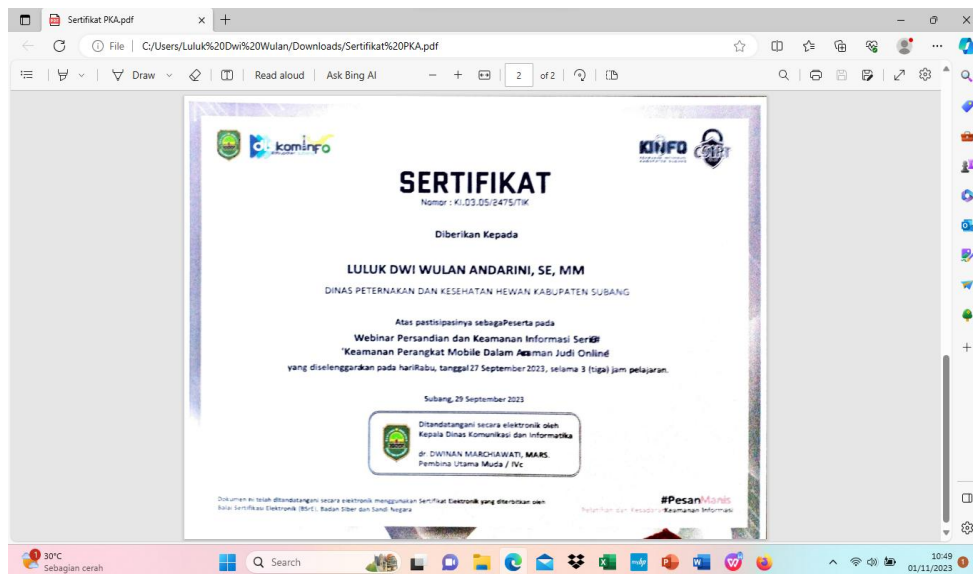 Sertifikat PKA.pdf
File
C:/Users/Luluk%20Dwi%20Wulan/Downloads/Sertifikat%20PKA.pdf
Draw
Read aloud
Ask Bing AI
2 of 2
kominfo
KINFO
CSIRT
SERTIFIKAT
Nomor : KI.03.05/2475/TIK
Diberikan Kepada
LULUK DWI WULAN ANDARINI, SE, MM
DINAS PETERNAKAN DAN KESEHATAN HEWAN KABUPATEN SUBANG
Atas pastisipasinya sebagaPeserta pada
Webinar Persandian dan Keamanan Informasi
'Keamanan Perangkat Mobile Dalam Judi Online
yang diselenggarakan pada hariRabu, tanggal27 September 2023, selama 3 (tiga) jam pelajaran.
Subang, 29 September 2023
Ditandatangani secara elektronik oleh
Kepala Dinas Komunikasi dan Informatika
dr. DWINAN MARCHIAWATI, MARS.
Pembina Utama Muda / IVc
Dokumen ini telah ditandatangani secara elektronik menggunakan Sertifikat Elektronik yang diterbitkan oleh
Balai Sertifikasi Elektronik (BSrE), Badan Siber dan Sandi Negara
#PesanManis
Keamanan Informasi
30°C
Sebagian cerah
Search
10:49
01/11/2023